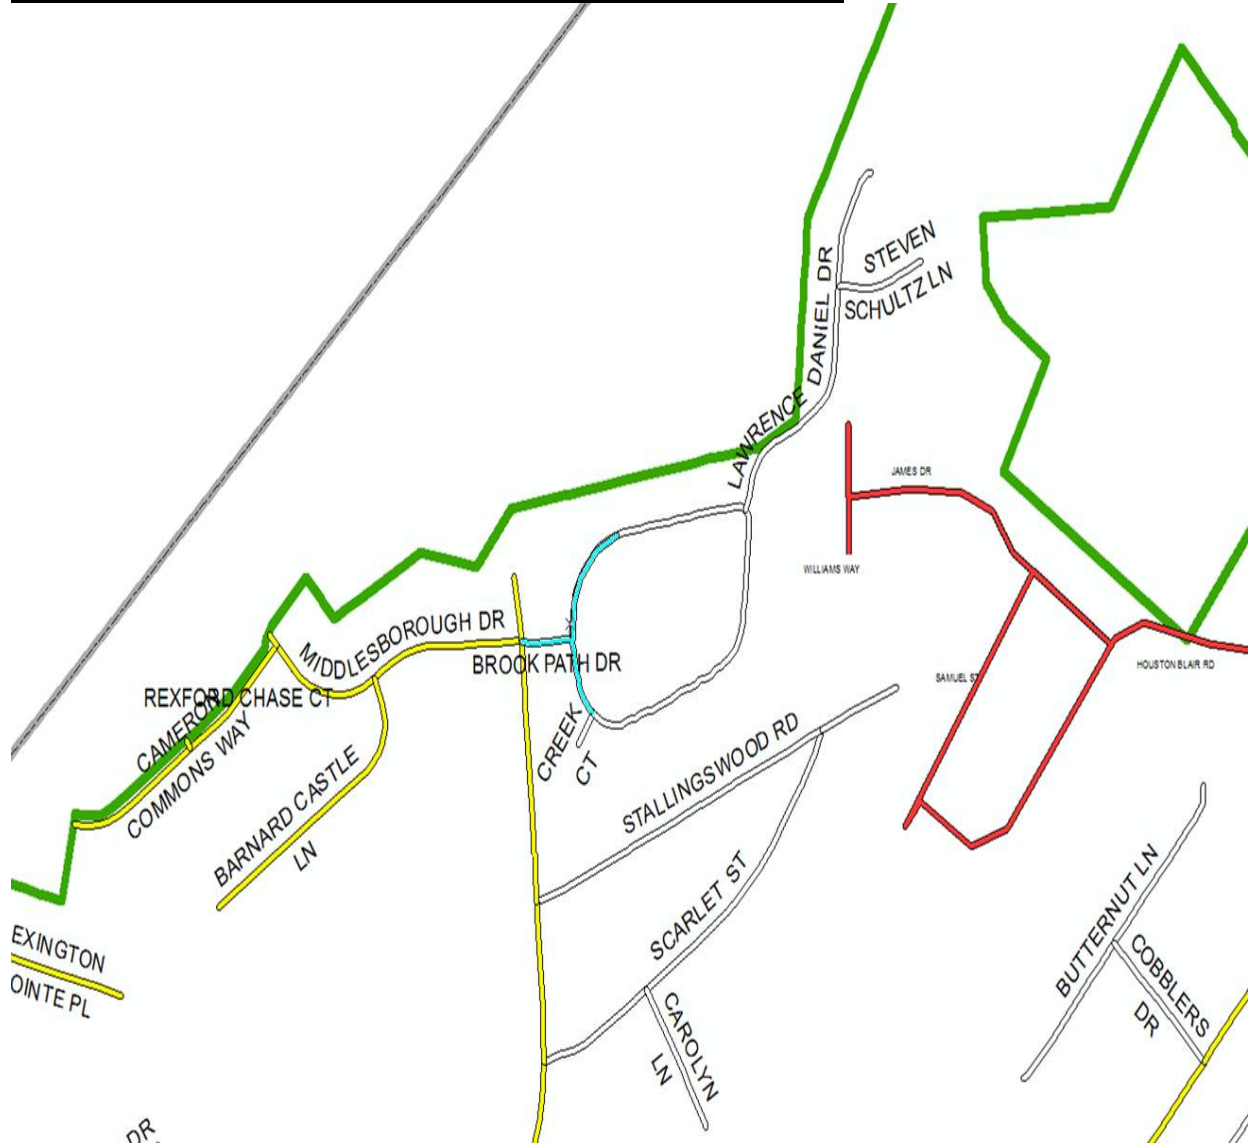 STEVEN
SCHULTZ LN
LAWRENCE DANIEL DR
JAMES DR
WILLIAMS WAY
MIDDLESBOROUGH DR
BROOK PATH DR
HOUSTON BLAIR RD
SAMUEL ST
REXFORD CHASE CT
CAMERFORD
COMMONS WAY
CREEK
CT
STALLINGSWOOD RD
BARNARD CASTLE
LN
SCARLET ST
BUTTERNUT LN
EXINGTON
OINTE PL
COBBLERS
DR
CAROLYN
LN
DR